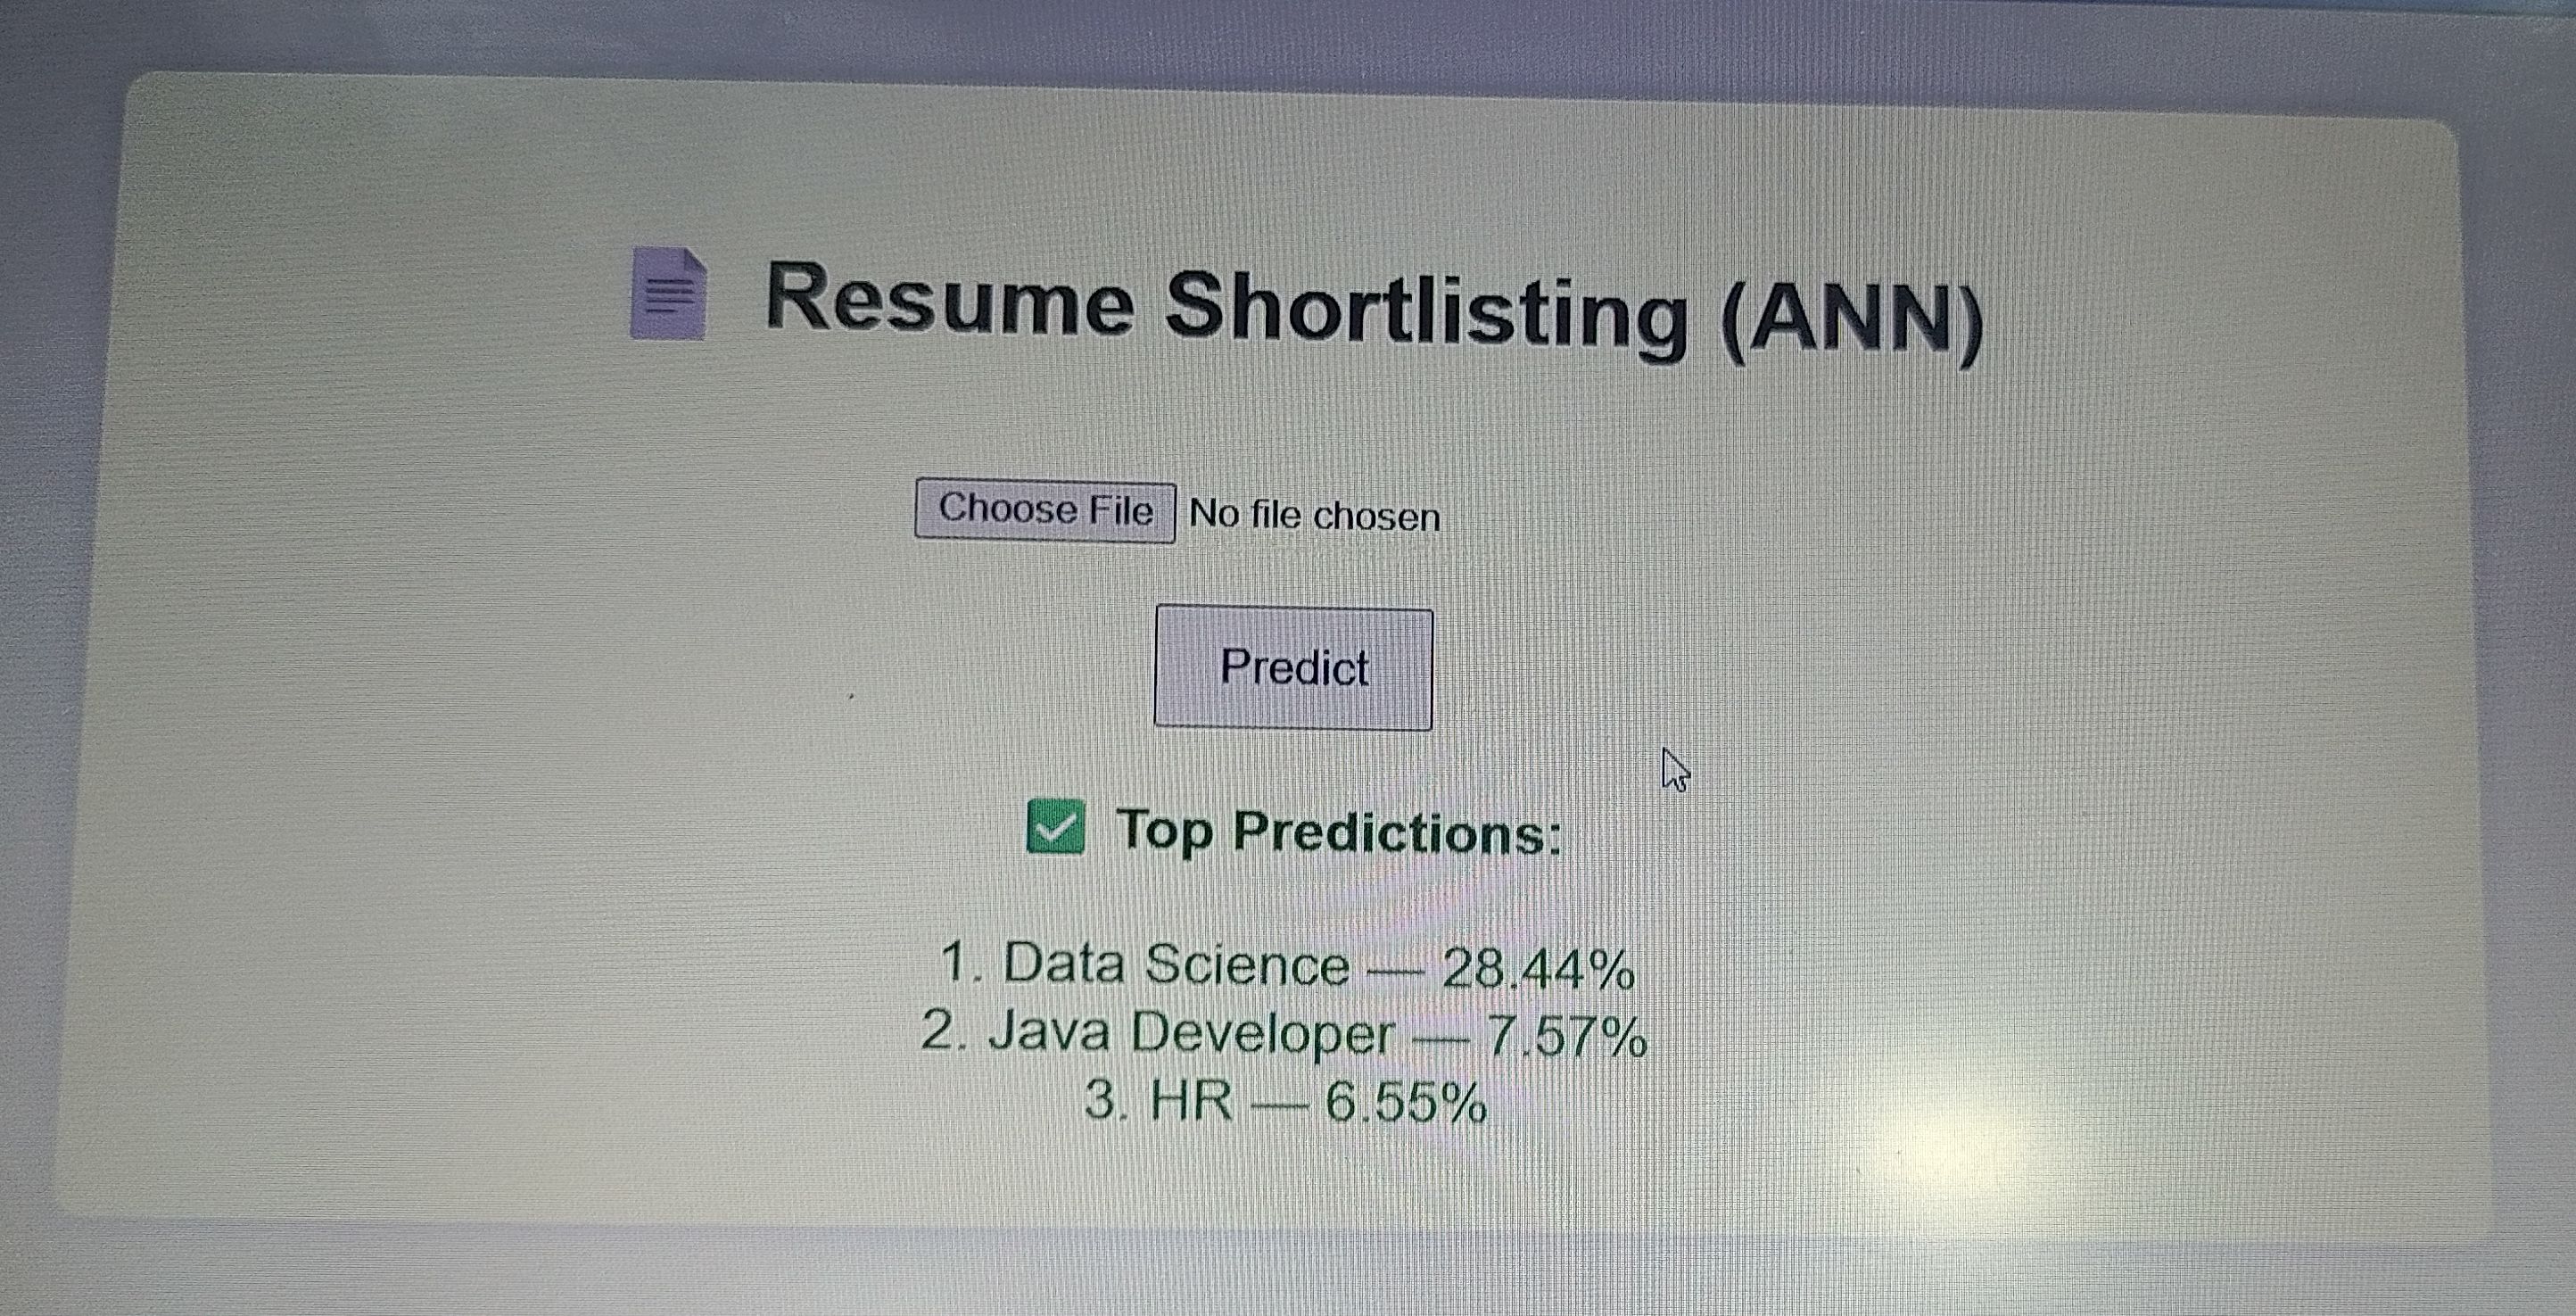 Resume Shortlisting (ANN)
Choose File No file chosen
Predict
Top Predictions:
1. Data Science — 28.44%
2. Java Developer — 7.57%
3. HR — 6.55%